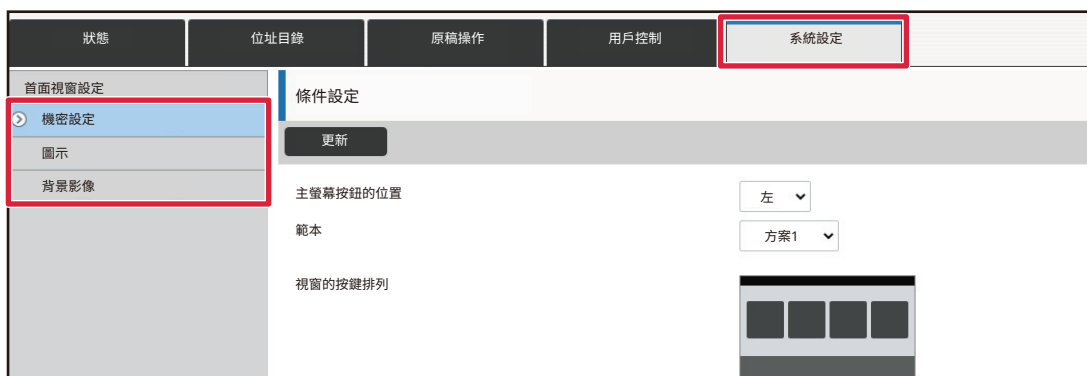 狀態 位址目錄 原稿操作 用戶控制 系統設定
首面視窗設定
機密設定
圖示
背景影像
條件設定
更新
主螢幕按鈕的位置 左
範本 方案1
視窗的按鍵排列